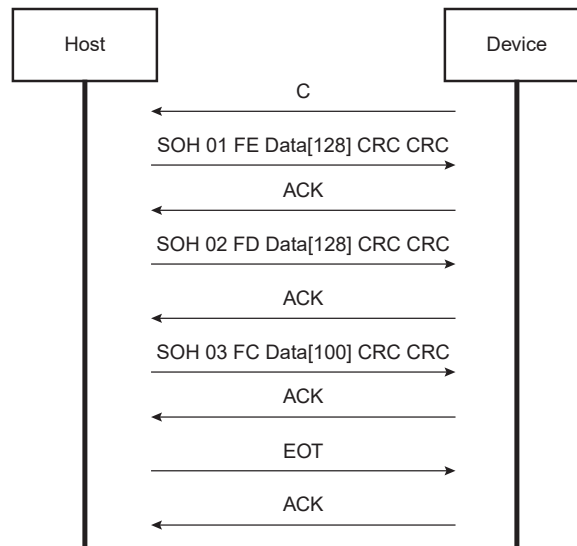 Host
Device
C
SOH 01 FE Data[128] CRC CRC
ACK
SOH 02 FD Data[128] CRC CRC
ACK
SOH 03 FC Data[100] CRC CRC
ACK
EOT
ACK